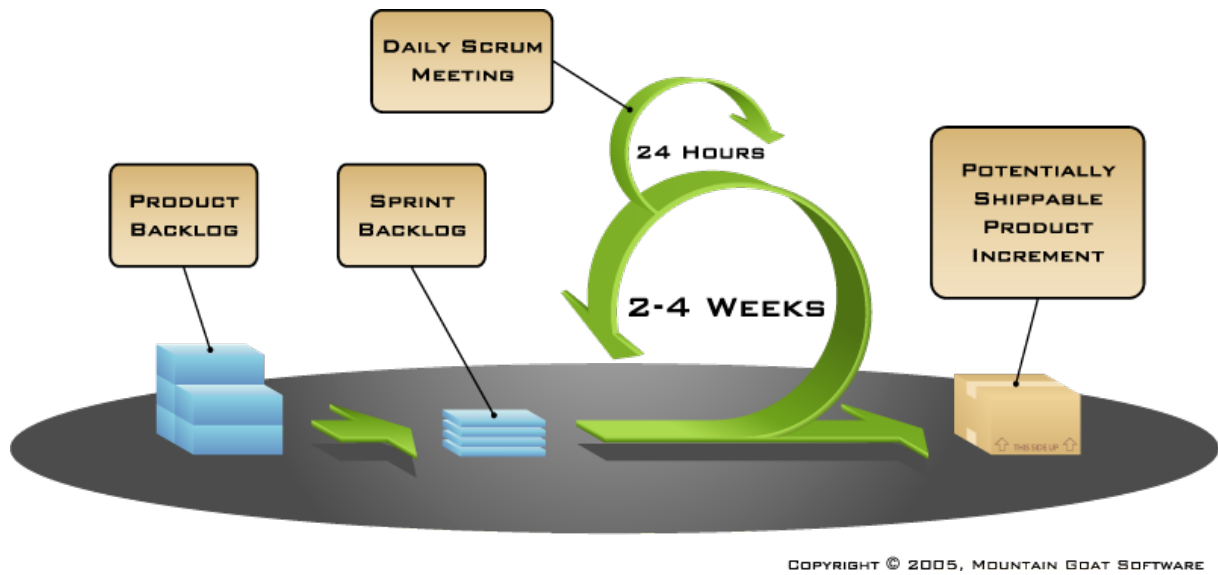 DAILY SCRUM
MEETING
24 HOURS
PRODUCT
BACKLOG
SPRINT
BACKLOG
2-4 WEEKS
POTENTIALLY
SHIPPABLE
PRODUCT
INCREMENT
THIS SIDE UP
COPYRIGHT © 2005, MOUNTAIN GOAT SOFTWARE